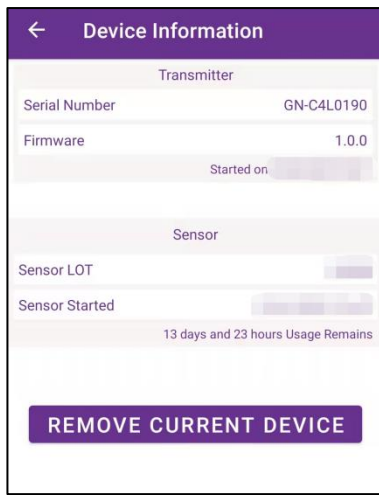 Device Information
Transmitter
Serial Number GN-C4L0190
Firmware 1.0.0
Started on
Sensor
Sensor LOT
Sensor Started
13 days and 23 hours Usage Remains
REMOVE CURRENT DEVICE